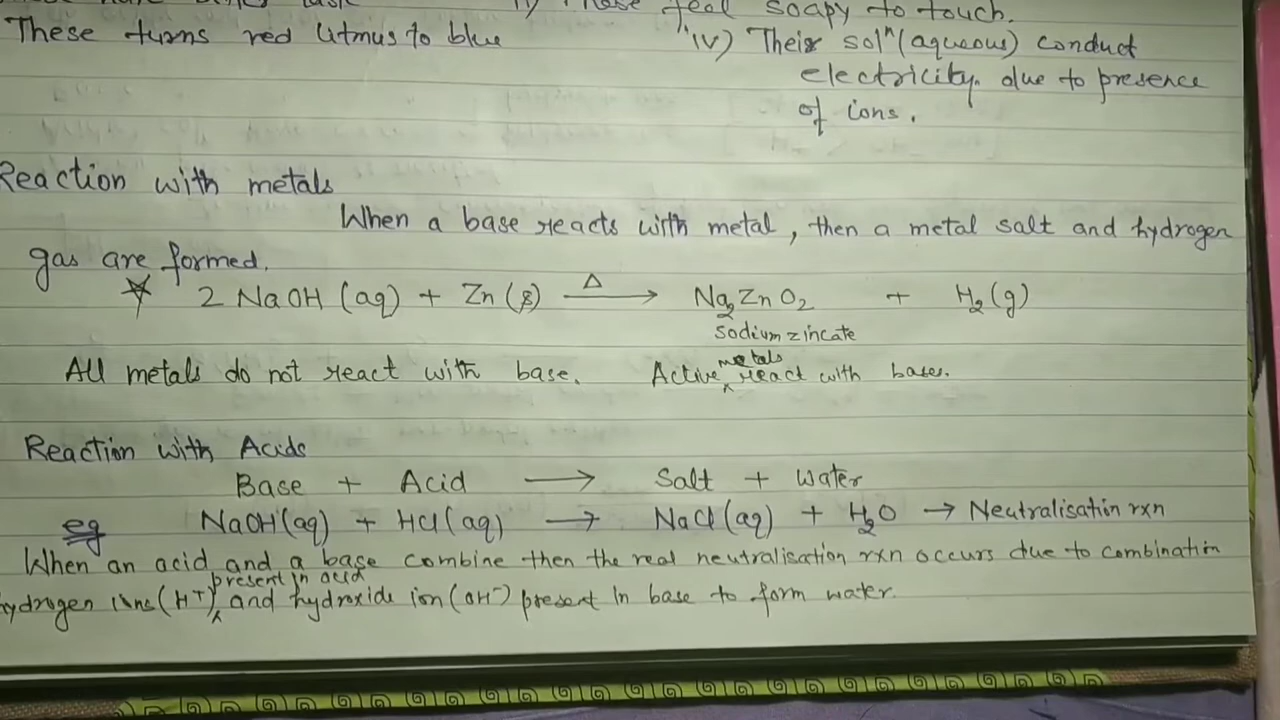 These feel soapy to touch.
These turns red litmus to blue
iv) Their solⁿ (aqueous) conduct
electricity. due to presence
of ions.
Reaction with metals
When a base reacts with metal, then a metal salt and hydrogen
gas are formed.
2 NaOH (aq) + Zn (s) —Δ→ Na₂ZnO₂ + H₂(g)
sodium zincate
metals
All metals do not react with base. Active ‸ react with bases.
Reaction with Acids
Base + Acid → Salt + Water
eg NaOH(aq) + HCl(aq) → NaCl(aq) + H₂O → Neutralisation rxn
When an acid and a base combine then the real neutralisation rxn occurs due to combination
present in acid
hydrogen ions(H⁺)‸ and hydroxide ion(OH⁻) present in base to form water.